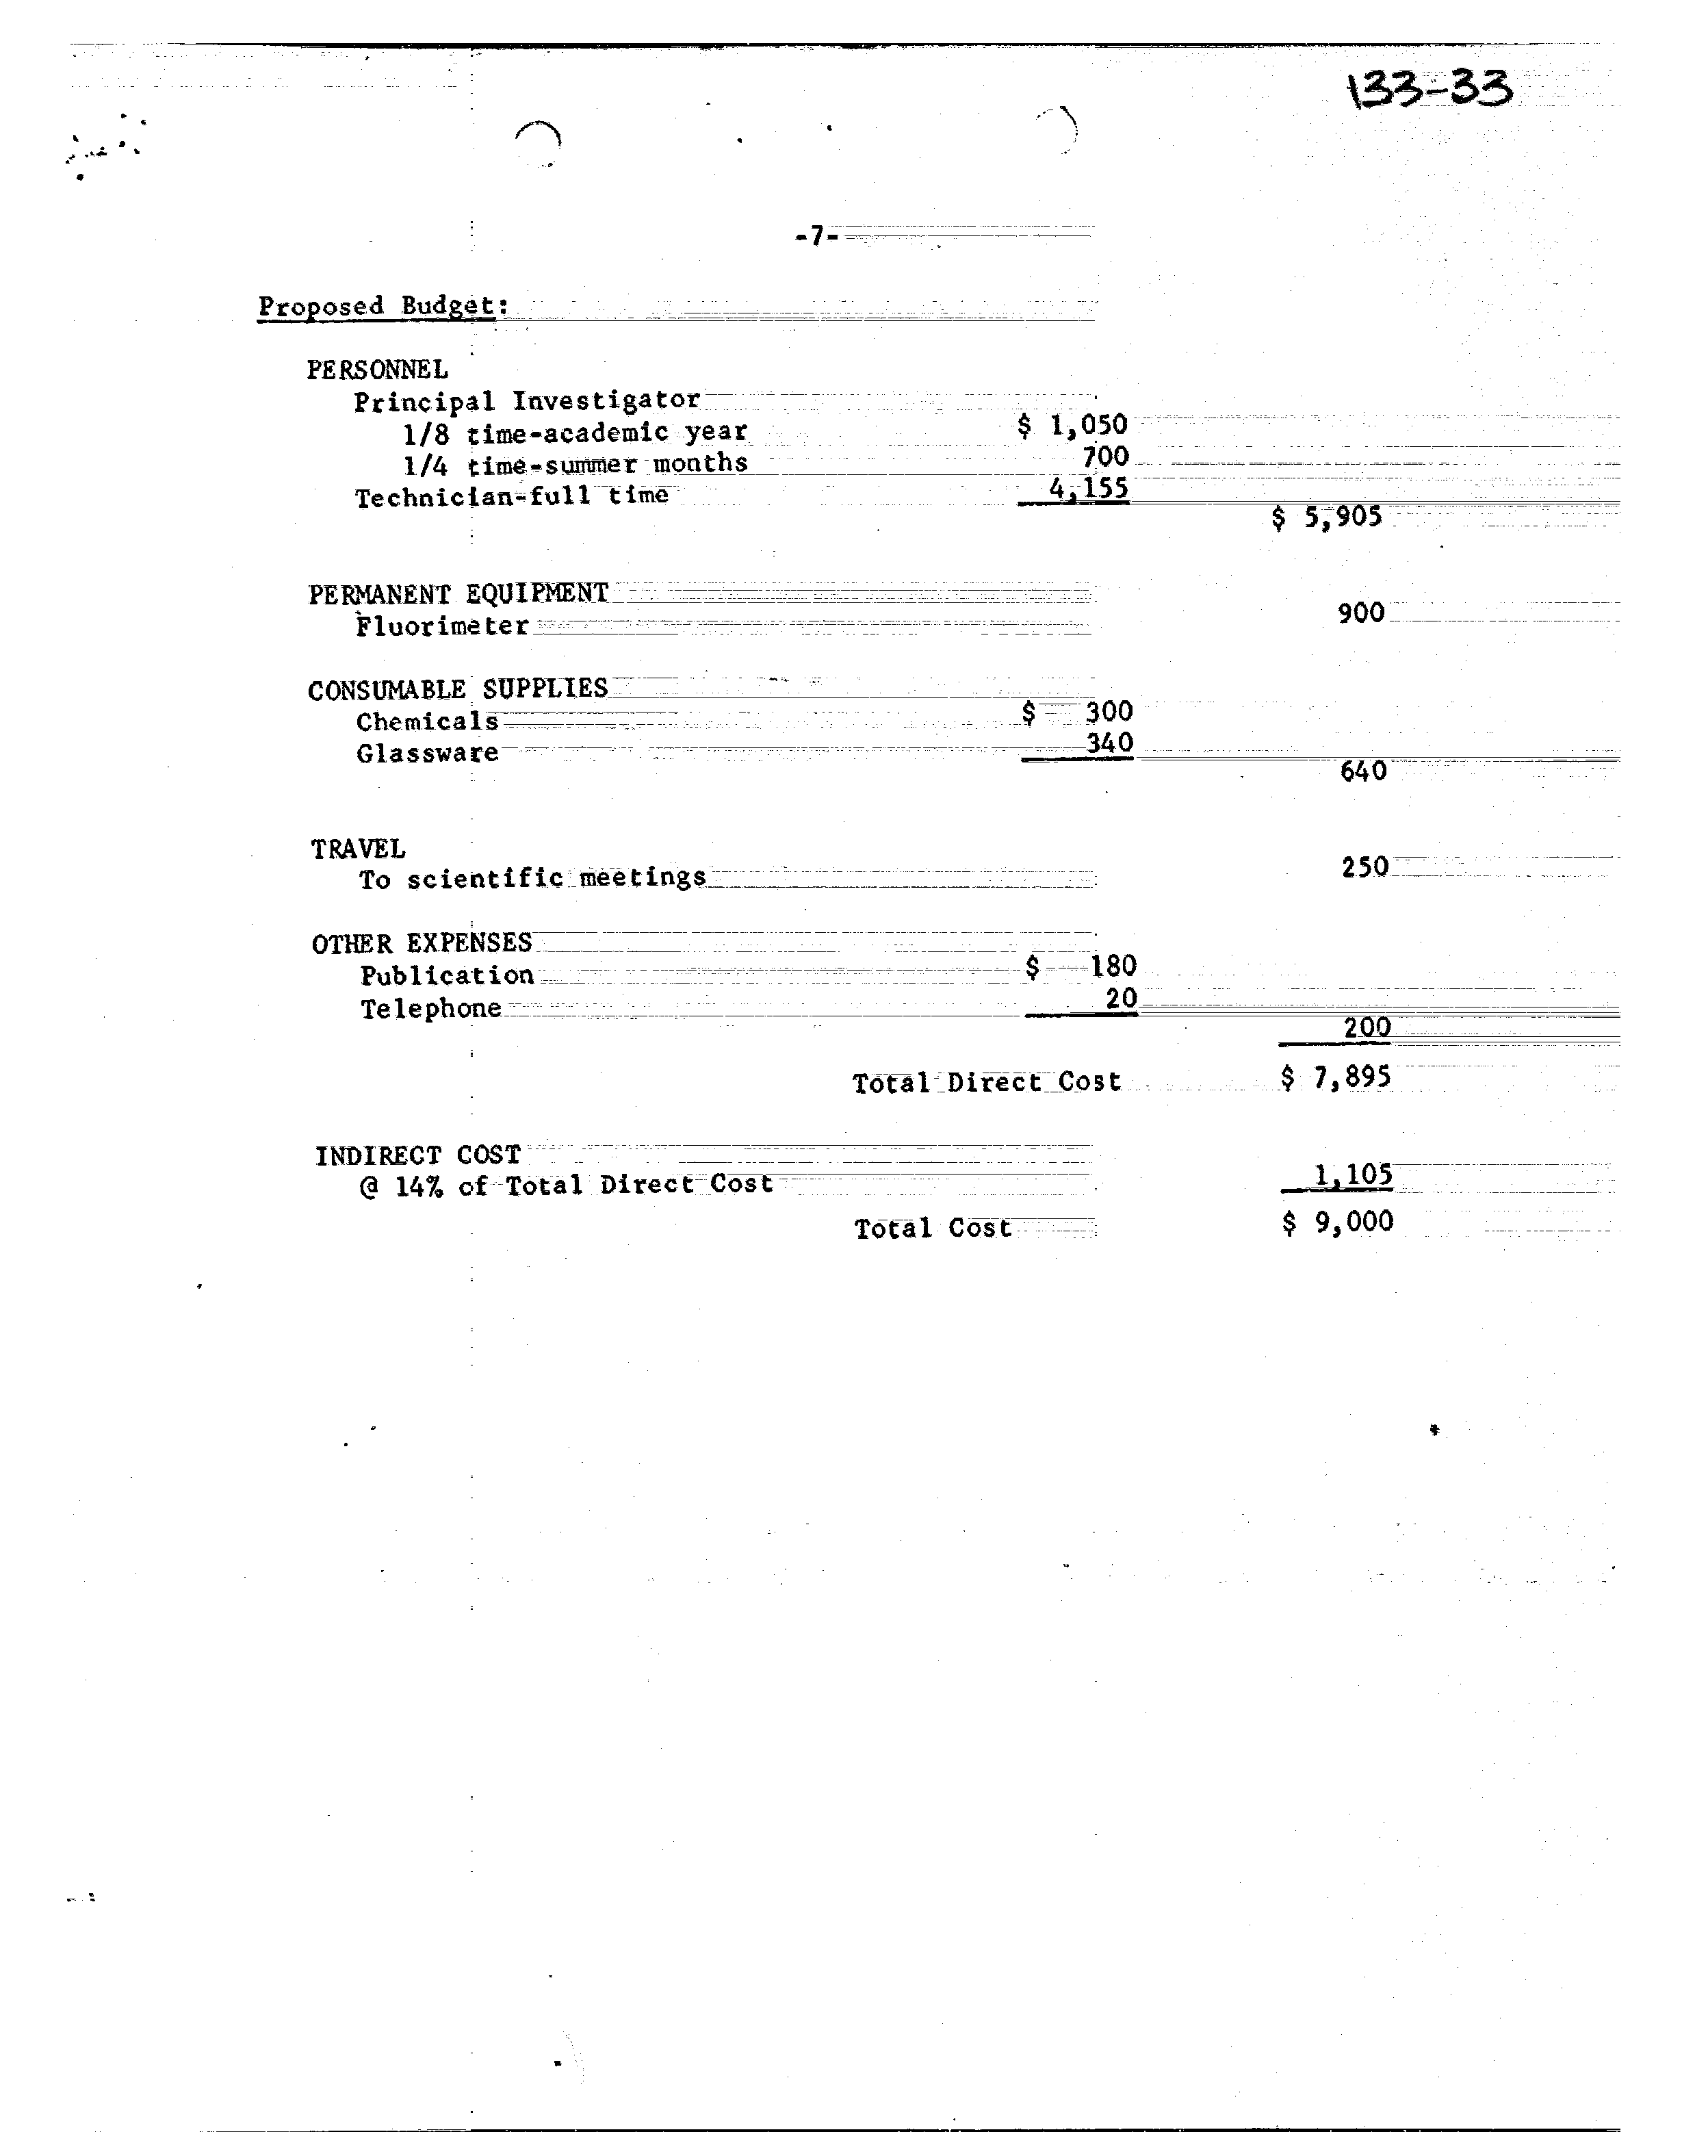 133-33
-7-
Proposed Budget:
PERSONNEL
Principal Investigator
1/8 time-academic year $ 1,050
1/4 time-summer months 700
Technician-full time 4,155
$ 5,905
PERMANENT EQUIPMENT
Fluorimeter 900
CONSUMABLE SUPPLIES
Chemicals $ 300
Glassware 340
640
TRAVEL
To scientific meetings 250
OTHER EXPENSES
Publication $ 180
Telephone 20
200
Total Direct Cost $ 7,895
INDIRECT COST
@ 14% of Total Direct Cost 1,105
Total Cost $ 9,000